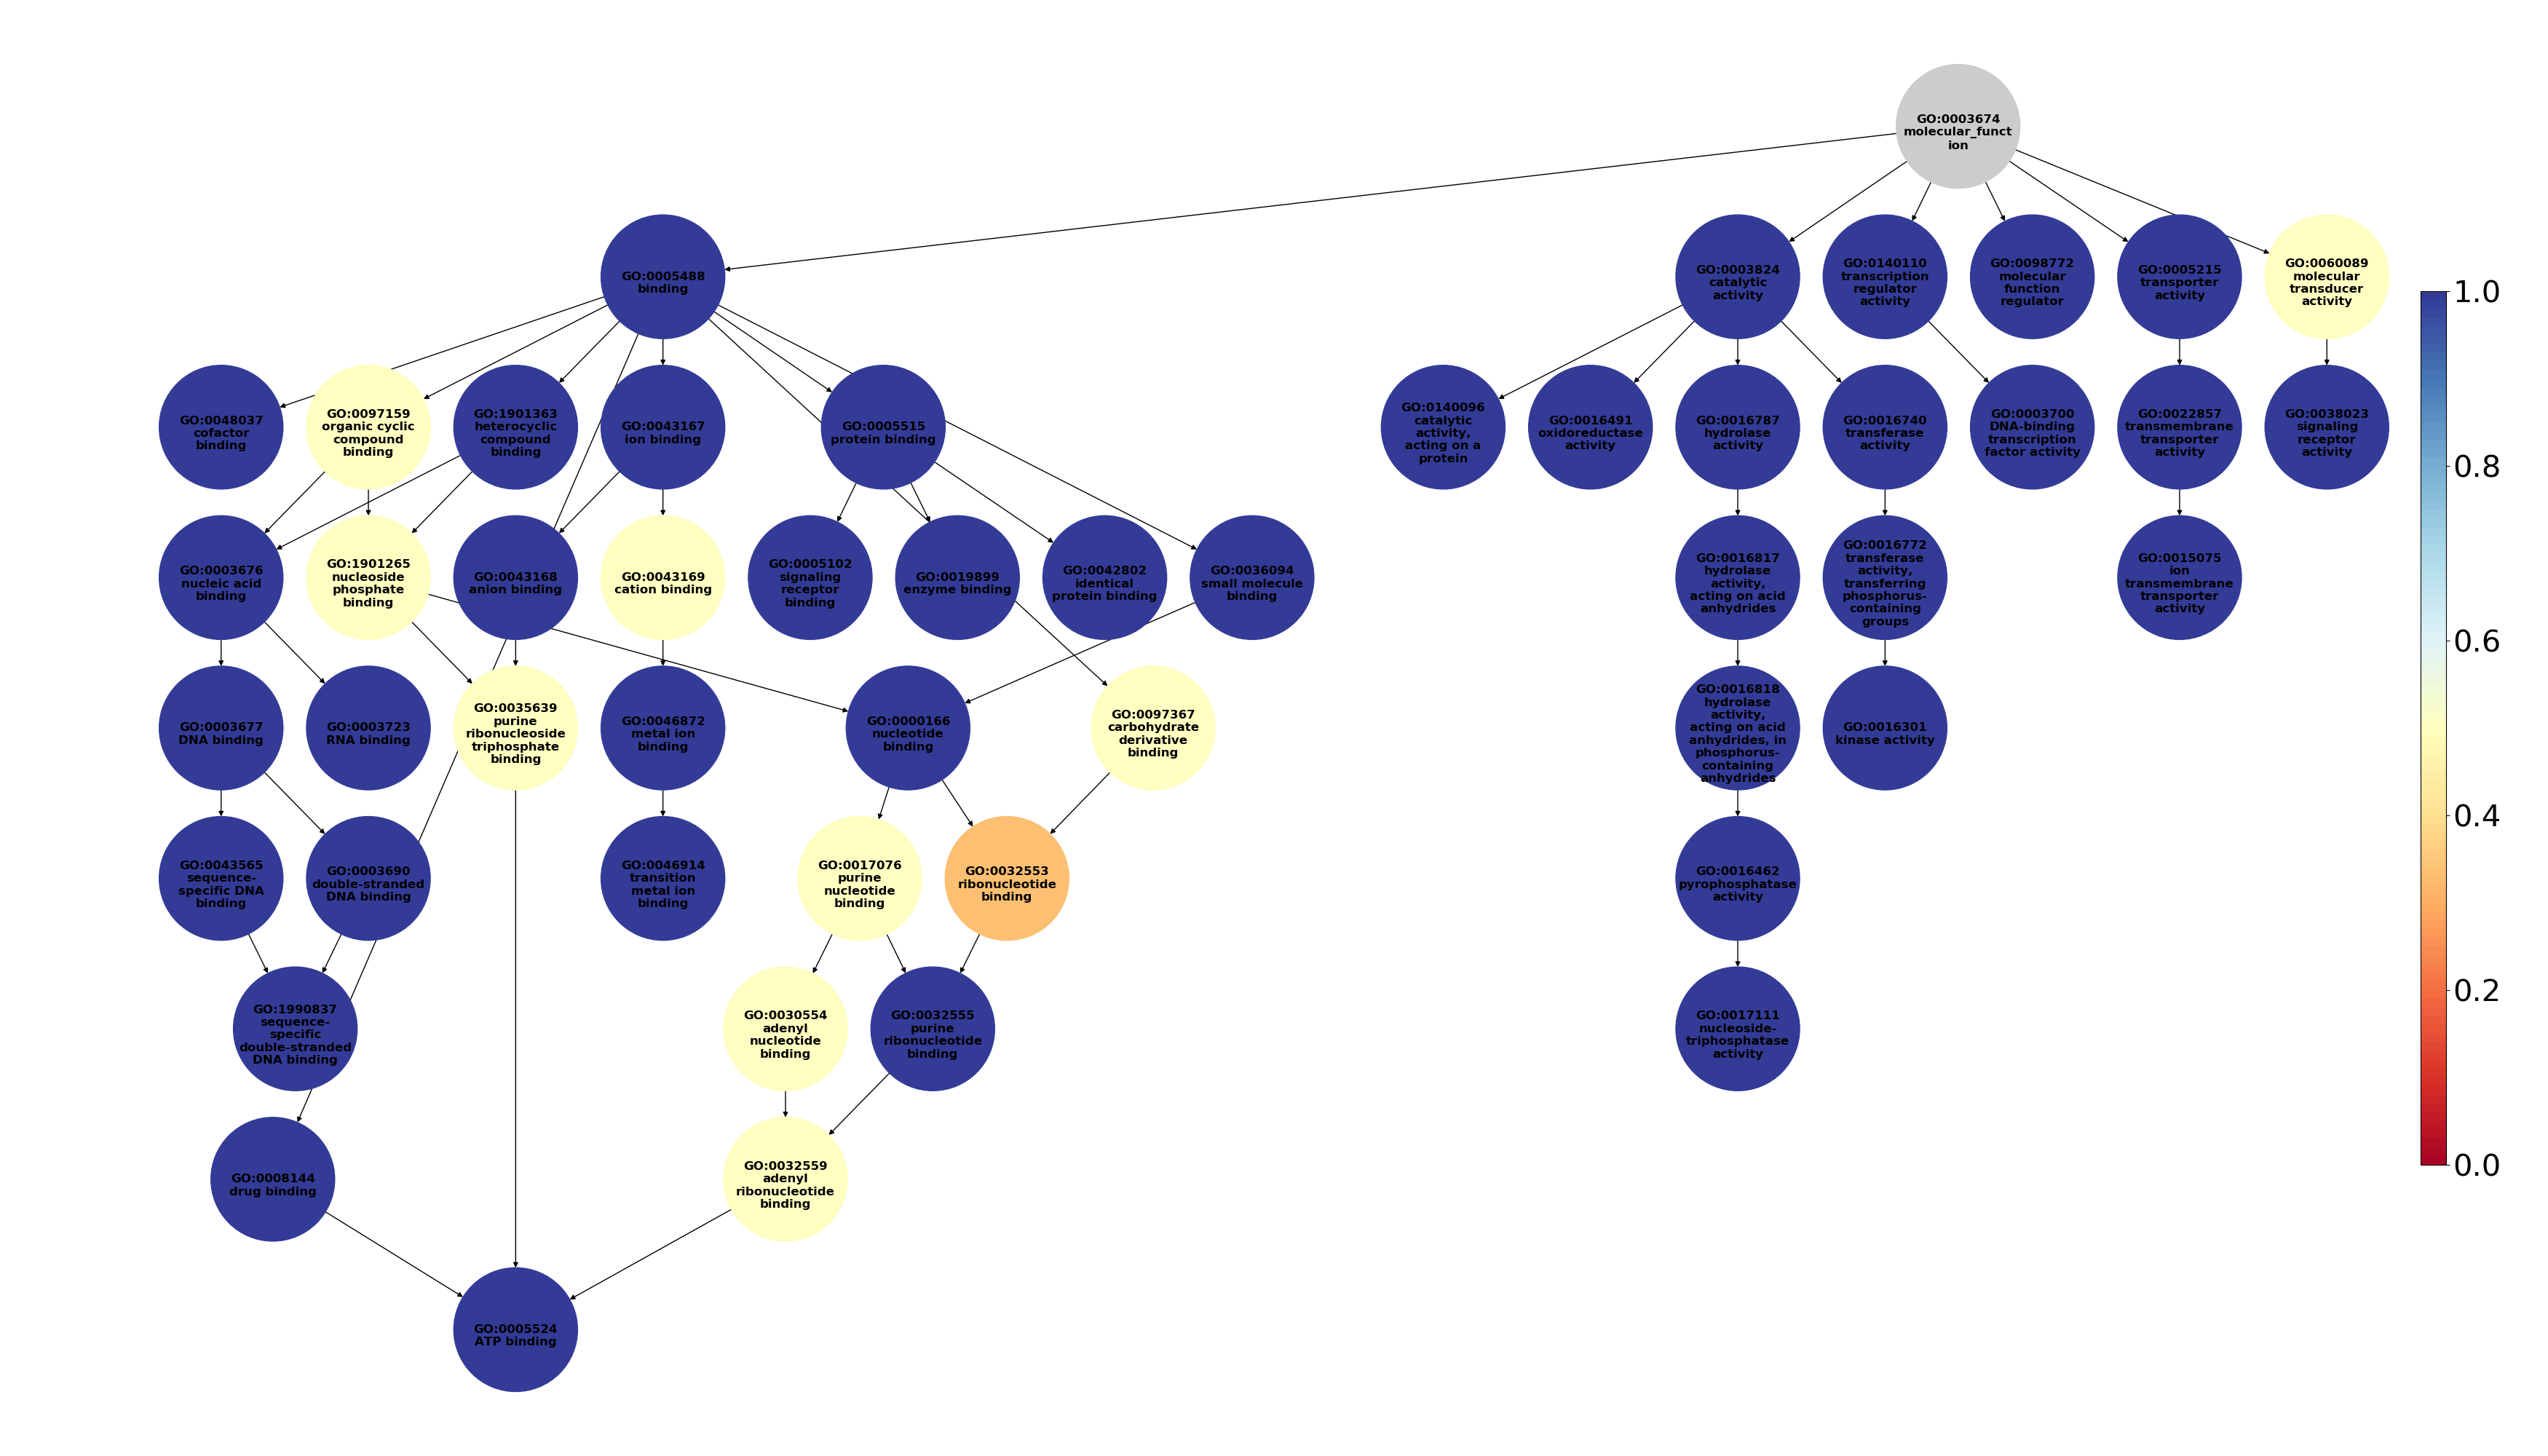 GO:0003674
molecular_funct
ion
GO:0005488
binding
GO:0003824
catalytic
activity
GO:0140110
transcription
regulator
activity
GO:0098772
molecular
function
regulator
GO:0005215
transporter
activity
GO:0060089
molecular
transducer
activity
GO:0048037
cofactor
binding
GO:0097159
organic cyclic
compound
binding
GO:1901363
heterocyclic
compound
binding
GO:0043167
ion binding
GO:0005515
protein binding
GO:0140096
catalytic
activity,
acting on a
protein
GO:0016491
oxidoreductase
activity
GO:0016787
hydrolase
activity
GO:0016740
transferase
activity
GO:0003700
DNA-binding
transcription
factor activity
GO:0022857
transmembrane
transporter
activity
GO:0038023
signaling
receptor
activity
GO:0003676
nucleic acid
binding
GO:1901265
nucleoside
phosphate
binding
GO:0043168
anion binding
GO:0043169
cation binding
GO:0005102
signaling
receptor
binding
GO:0019899
enzyme binding
GO:0042802
identical
protein binding
GO:0036094
small molecule
binding
GO:0016817
hydrolase
activity,
acting on acid
anhydrides
GO:0016772
transferase
activity,
transferring
phosphorus-
containing
groups
GO:0015075
ion
transmembrane
transporter
activity
GO:0003677
DNA binding
GO:0003723
RNA binding
GO:0035639
purine
ribonucleoside
triphosphate
binding
GO:0046872
metal ion
binding
GO:0000166
nucleotide
binding
GO:0097367
carbohydrate
derivative
binding
GO:0016818
hydrolase
activity,
acting on acid
anhydrides, in
phosphorus-
containing
anhydrides
GO:0016301
kinase activity
GO:0043565
sequence-
specific DNA
binding
GO:0003690
double-stranded
DNA binding
GO:0046914
transition
metal ion
binding
GO:0017076
purine
nucleotide
binding
GO:0032553
ribonucleotide
binding
GO:0016462
pyrophosphatase
activity
GO:1990837
sequence-
specific
double-stranded
DNA binding
GO:0030554
adenyl
nucleotide
binding
GO:0032555
purine
ribonucleotide
binding
GO:0017111
nucleoside-
triphosphatase
activity
GO:0008144
drug binding
GO:0032559
adenyl
ribonucleotide
binding
GO:0005524
ATP binding
1.0
0.8
0.6
0.4
0.2
0.0